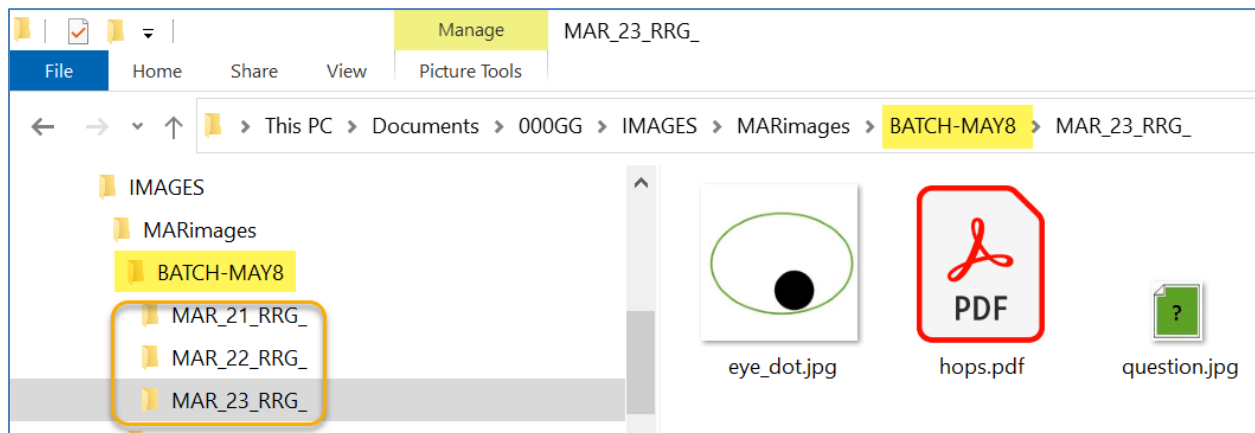 Manage MAR_23_RRG_
File Home Share View Picture Tools
This PC > Documents > 000GG > IMAGES > MARimages > BATCH-MAY8 > MAR_23_RRG_
IMAGES
MARimages
BATCH-MAY8
MAR_21_RRG_
MAR_22_RRG_
MAR_23_RRG_
PDF
?
eye_dot.jpg hops.pdf question.jpg